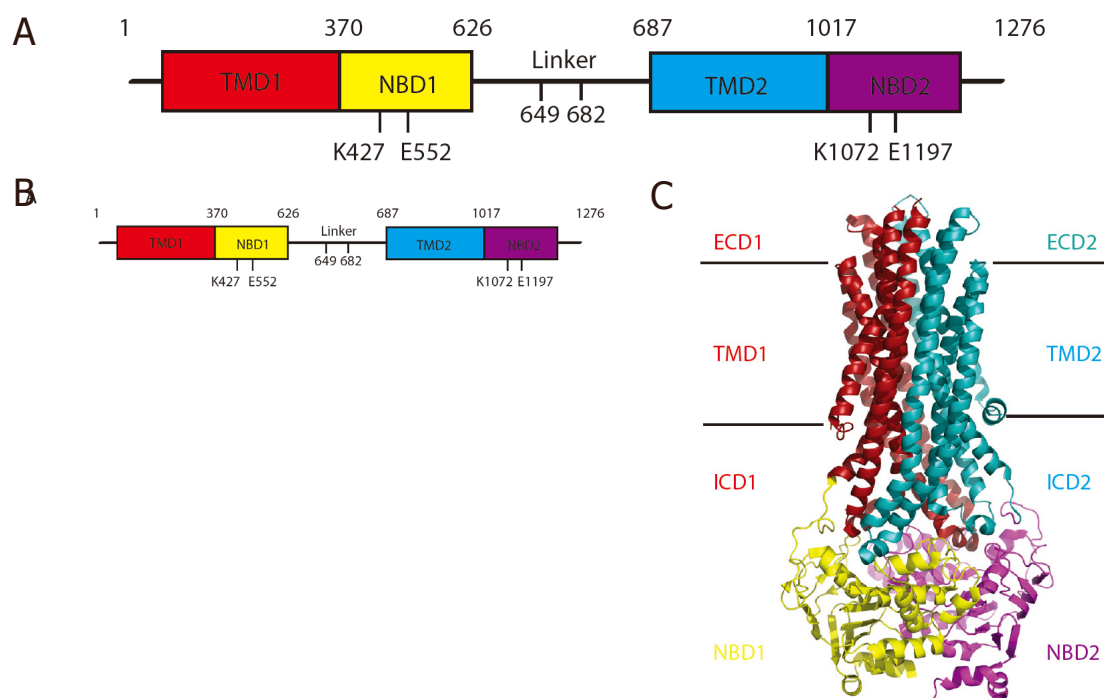 A
1 370 626 687 1017 1276
Linker
TMD1 NBD1 TMD2 NBD2
649 682
K427 E552 K1072 E1197
B
A
1 370 626 687 1017 1276
Linker
TMD1 NBD1 TMD2 NBD2
649 682
K427 E552 K1072 E1197
C
ECD1 ECD2
TMD1 TMD2
ICD1 ICD2
NBD1 NBD2